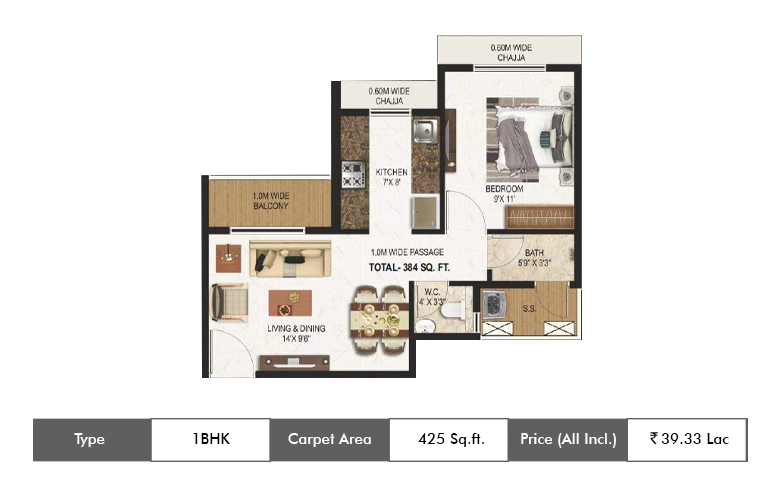 0.60M WIDE
CHAJJA
0.60M WIDE
CHAJJA
KITCHEN
7'X 8'
BEDROOM
9'X 11'
1.0M WIDE
BALCONY
1.0M WIDE PASSAGE
TOTAL- 384 SQ. FT.
BATH
5'9" X 3'3"
W.C.
4' X 3'3"
S.S.
LIVING & DINING
14'X 9'6"
Type 1BHK Carpet Area 425 Sq.ft. Price (All Incl.) ₹ 39.33 Lac